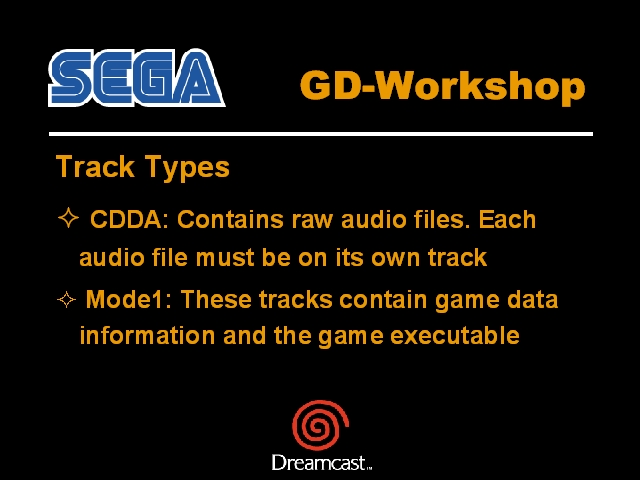 SEGA
GD-Workshop
Track Types
✧ CDDA: Contains raw audio files. Each
audio file must be on its own track
✧ Mode1: These tracks contain game data
information and the game executable
Dreamcast™